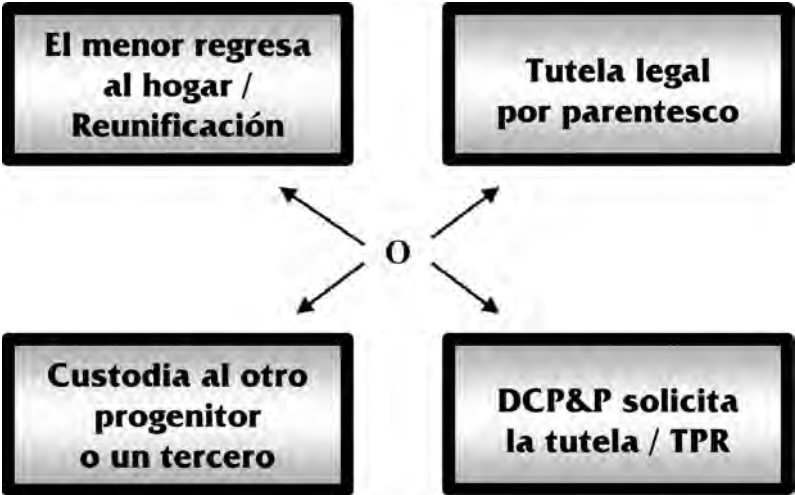 El menor regresa
al hogar /
Reunificación
Tutela legal
por parentesco
O
Custodia al otro
progenitor
o un tercero
DCP&P solicita
la tutela / TPR